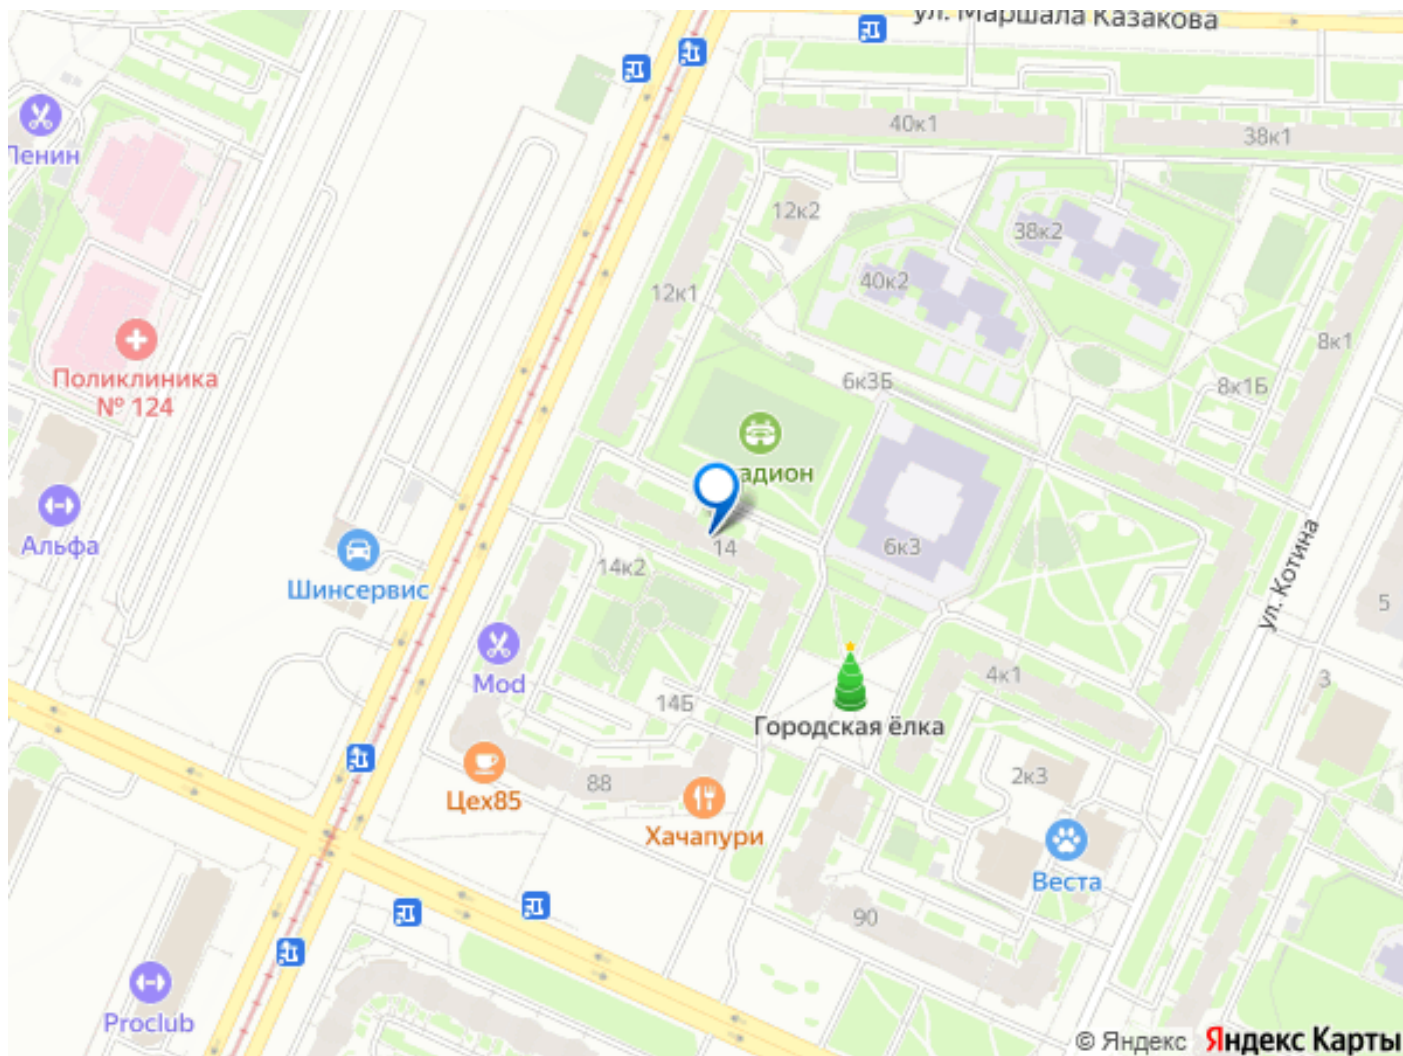 ул. Маршала Казакова
40к1
38к1
Ленин
12к2
38к2
40к2
12к1
8к1
Поликлиника
№ 124
6к3Б
8к1Б
адион
Альфа
14
6к3
14к2
Шинсервис
ул. Котина
5
Mod
4к1
3
14Б
Городская ёлка
88
2к3
Цех85
Хачапури
Веста
90
Proclub
© Яндекс Яндекс Карты